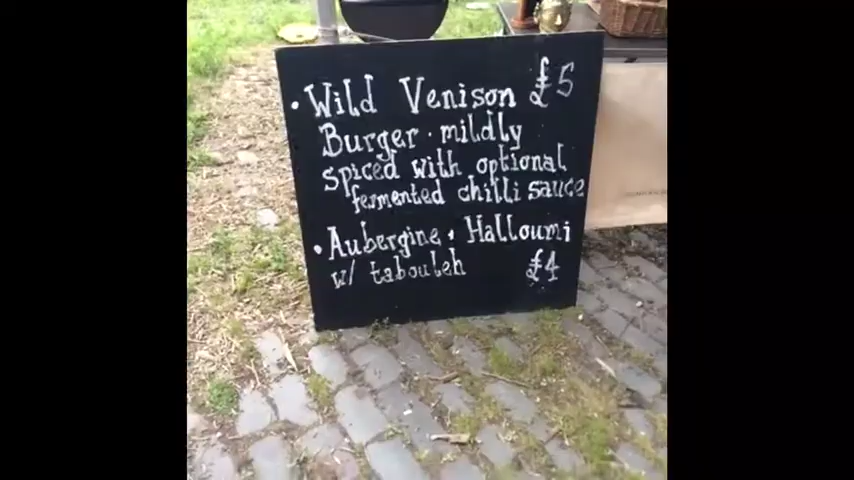 • Wild Venison £5
Burger • mildly
spiced with optional
fermented chilli sauce
• Aubergine + Halloumi
w/ tabouleh £4